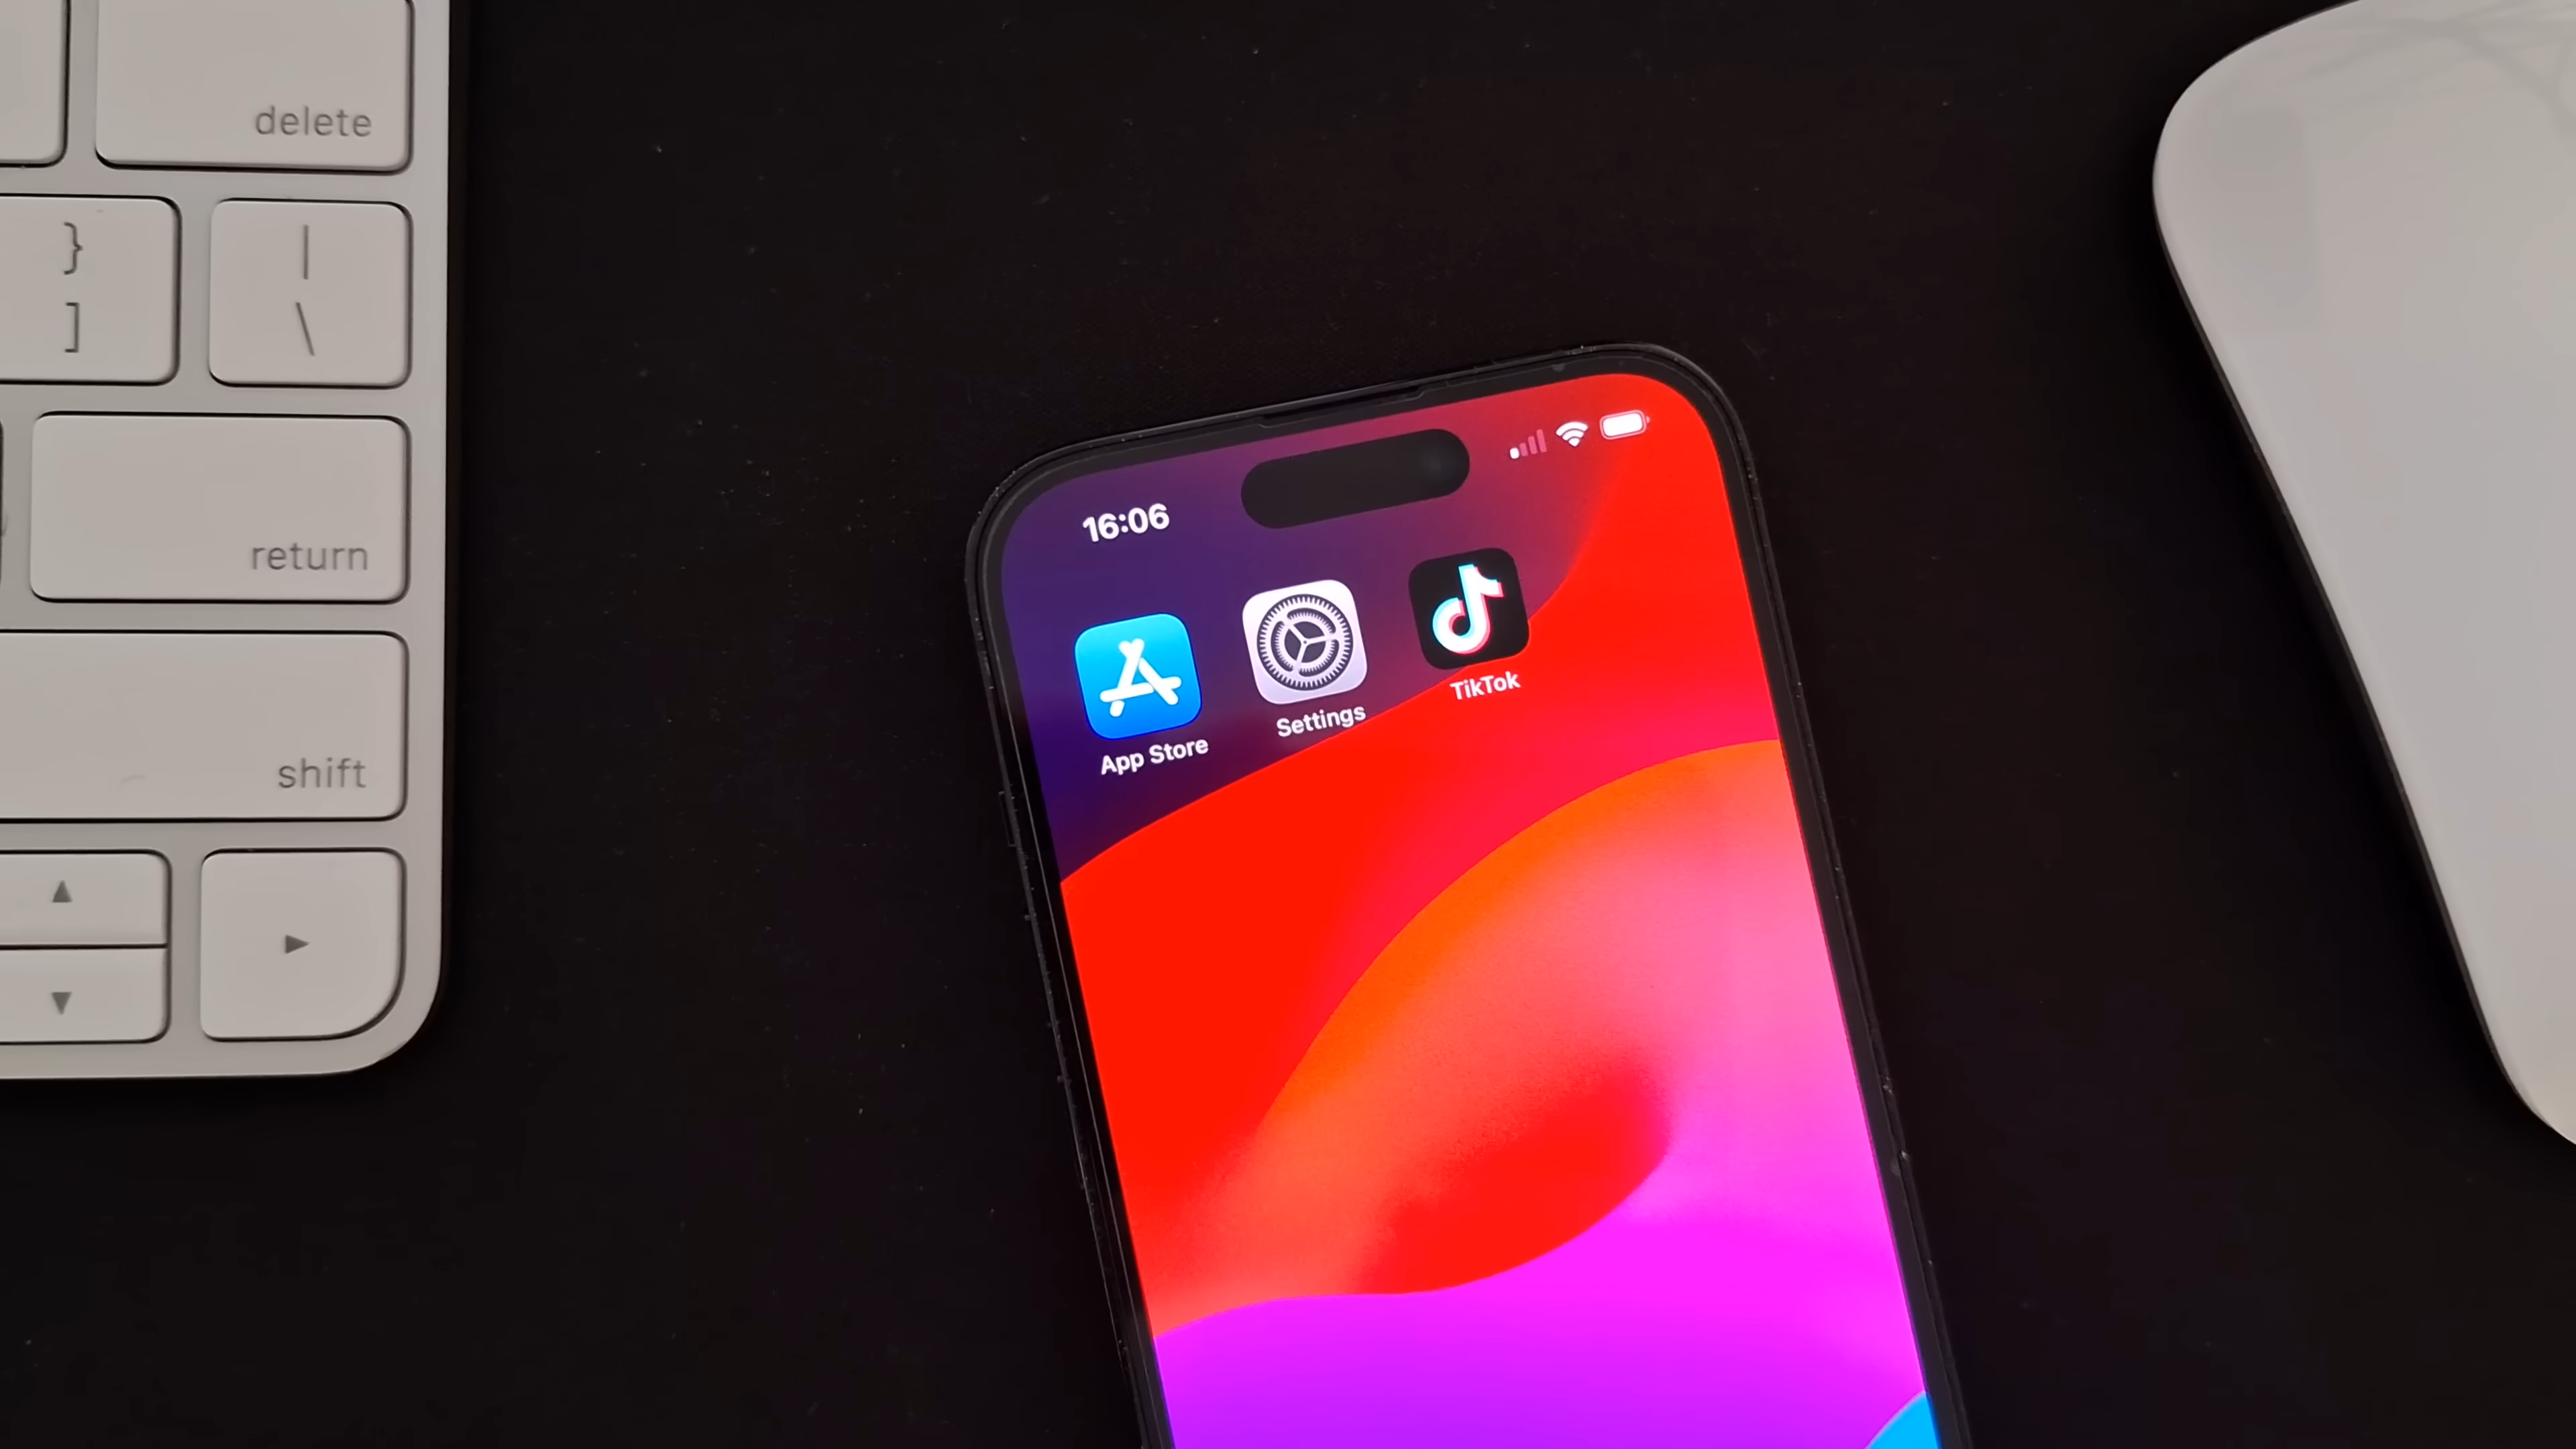 delete
}
]
|
\
return
shift
▲
▼
►
16:06
App Store
Settings
TikTok